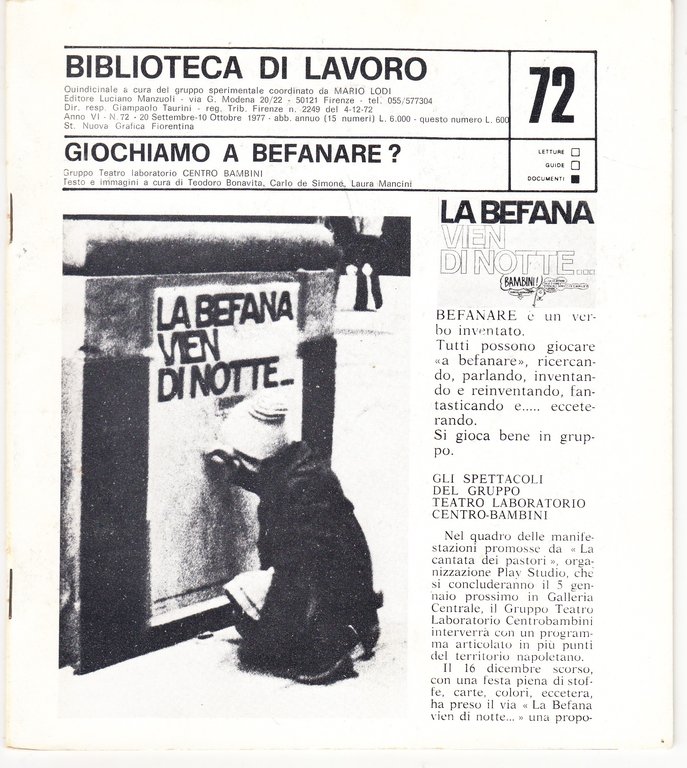 BIBLIOTECA DI LAVORO
Quindicinale a cura del gruppo sperimentale coordinato da MARIO LODI
Editore Luciano Manzuoli - via G. Modena 20/22 - 50121 Firenze - tel. 055/577304
Dir. resp. Giampaolo Taurini - reg. Trib. Firenze n. 2249 del 4-12-72
Anno VI - N. 72 - 20 Settembre-10 Ottobre 1977 - abb. annuo (15 numeri) L. 6.000 - questo numero L. 600
St. Nuova Grafica Fiorentina
72
GIOCHIAMO A BEFANARE?
Gruppo Teatro laboratorio CENTRO BAMBINI
Testo e immagini a cura di Teodoro Bonavita, Carlo de Simone, Laura Mancini
LETTURE
GUIDE
DOCUMENTI
LA BEFANA
VIEN
DI NOTTE...
LA BEFANA
VIEN
DI NOTTE...
BAMBINI!
BEFANARE è un ver-
bo inventato.
Tutti possono giocare
«a befanare», ricercan-
do, parlando, inventan-
do e reinventando, fan-
tasticando e..... eccete-
rando.
Si gioca bene in grup-
po.
GLI SPETTACOLI
DEL GRUPPO
TEATRO LABORATORIO
CENTRO-BAMBINI
Nel quadro delle manife-
stazioni promosse da « La
cantata dei pastori », orga-
nizzazione Play Studio, che
si concluderanno il 5 gen-
naio prossimo in Galleria
Centrale, il Gruppo Teatro
Laboratorio Centrobambini
interverrà con un program-
ma articolato in più punti
del territorio napoletano.
Il 16 dicembre scorso,
con una festa piena di stof-
fe, carte, colori, eccetera,
ha preso il via « La Befana
vien di notte... » una propo-